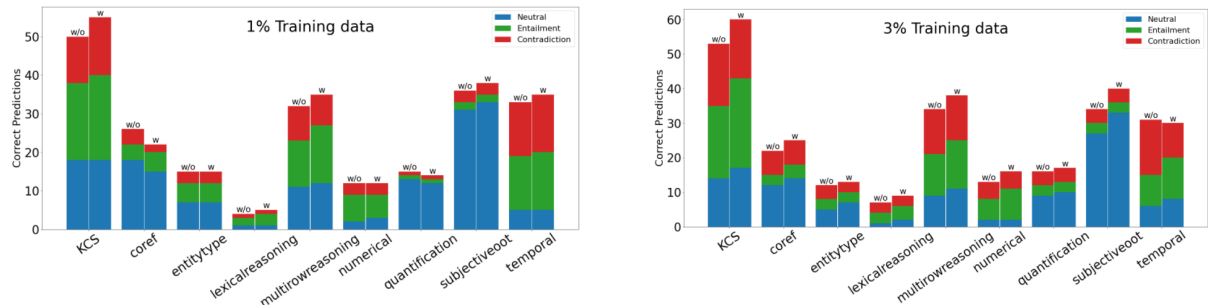 1% Training data
Neutral
Entailment
Contradiction
Correct Predictions
50
40
30
20
10
0
w/o w w/o w w/o w w/o w w/o w w/o w w/o w w/o w w/o w
KCS
coref
entitytype
lexicalreasoning
multirowreasoning
numerical
quantification
subjectiveoot
temporal
3% Training data
Neutral
Entailment
Contradiction
Correct Predictions
60
50
40
30
20
10
0
w/o w w/o w w/o w w/o w w/o w w/o w w/o w w/o w w/o w
KCS
coref
entitytype
lexicalreasoning
multirowreasoning
numerical
quantification
subjectiveoot
temporal